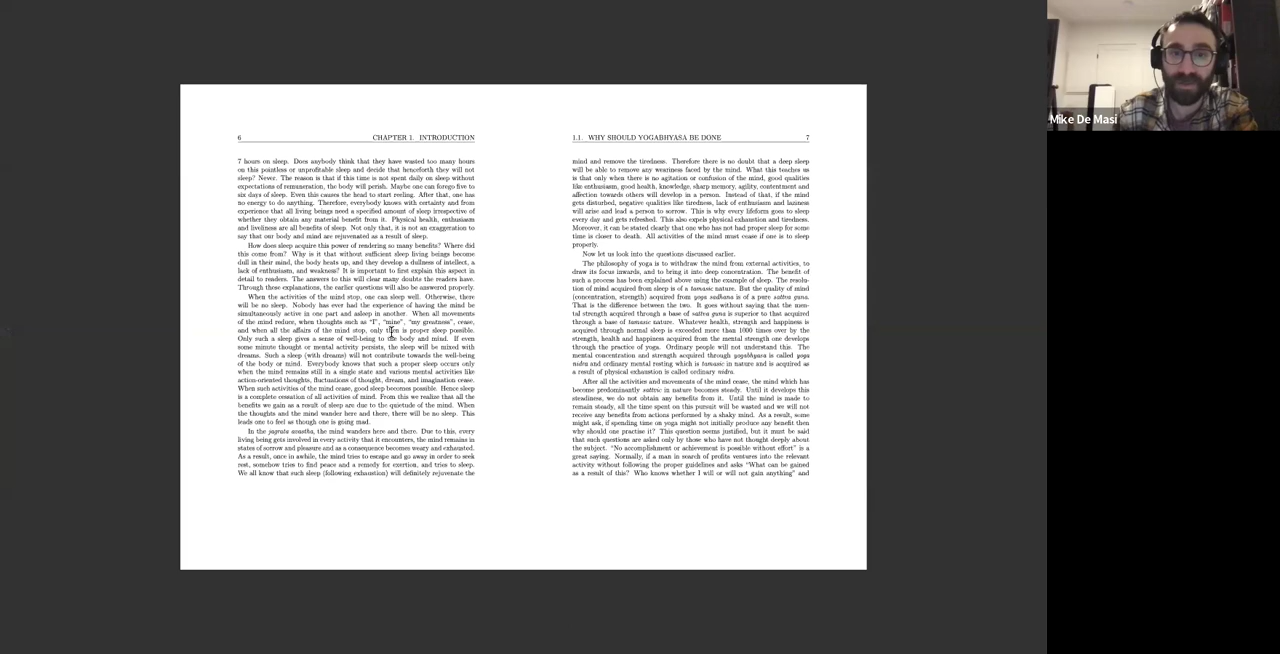 6 CHAPTER 1. INTRODUCTION
7 hours on sleep. Does anybody think that they have wasted too many hours
on this pointless or unprofitable sleep and decide that henceforth they will not
sleep? Never. The reason is that if this time is not spent daily on sleep without
expectations of remuneration, the body will perish. Maybe one can forego five to
six days of sleep. Even this causes the head to start reeling. After that, one has
no energy to do anything. Therefore, everybody knows with certainty and from
experience that all living beings need a specified amount of sleep irrespective of
whether they obtain any material benefit from it. Physical health, enthusiasm
and liveliness are all benefits of sleep. Not only that, it is not an exaggeration to
say that our body and mind are rejuvenated as a result of sleep.
How does sleep acquire this power of rendering so many benefits? Where did
this come from? Why is it that without sufficient sleep living beings become
dull in their mind, the body heats up, and they develop a dullness of intellect, a
lack of enthusiasm, and weakness? It is important to first explain this aspect in
detail to readers. The answers to this will clear many doubts the readers have.
Through these explanations, the earlier questions will also be answered properly.
When the activities of the mind stop, one can sleep well. Otherwise, there
will be no sleep. Nobody has ever had the experience of having the mind be
simultaneously active in one part and asleep in another. When all movements
of the mind reduce, when thoughts such as “I”, “mine”, “my greatness”, cease,
and when all the affairs of the mind stop, only then is proper sleep possible.
Only such a sleep gives a sense of well-being to the body and mind. If even
some minute thought or mental activity persists, the sleep will be mixed with
dreams. Such a sleep (with dreams) will not contribute towards the well-being
of the body or mind. Everybody knows that such a proper sleep occurs only
when the mind remains still in a single state and various mental activities like
action-oriented thoughts, fluctuations of thought, dream, and imagination cease.
When such activities of the mind cease, good sleep becomes possible. Hence sleep
is a complete cessation of all activities of mind. From this we realize that all the
benefits we gain as a result of sleep are due to the quietude of the mind. When
the thoughts and the mind wander here and there, there will be no sleep. This
leads one to feel as though one is going mad.
In the jagrata avastha, the mind wanders here and there. Due to this, every
living being gets involved in every activity that it encounters, the mind remains in
states of sorrow and pleasure and as a consequence becomes weary and exhausted.
As a result, once in awhile, the mind tries to escape and go away in order to seek
rest, somehow tries to find peace and a remedy for exertion, and tries to sleep.
We all know that such sleep (following exhaustion) will definitely rejuvenate the
1.1. WHY SHOULD YOGABHYASA BE DONE 7
mind and remove the tiredness. Therefore there is no doubt that a deep sleep
will be able to remove any weariness faced by the mind. What this teaches us
is that only when there is no agitation or confusion of the mind, good qualities
like enthusiasm, good health, knowledge, sharp memory, agility, contentment and
affection towards others will develop in a person. Instead of that, if the mind
gets disturbed, negative qualities like tiredness, lack of enthusiasm and laziness
will arise and lead a person to sorrow. This is why every lifeform goes to sleep
every day and gets refreshed. This also expels physical exhaustion and tiredness.
Moreover, it can be stated clearly that one who has not had proper sleep for some
time is closer to death. All activities of the mind must cease if one is to sleep
properly.
Now let us look into the questions discussed earlier.
The philosophy of yoga is to withdraw the mind from external activities, to
draw its focus inwards, and to bring it into deep concentration. The benefit of
such a process has been explained above using the example of sleep. The resolu-
tion of mind acquired from sleep is of a tamasic nature. But the quality of mind
(concentration, strength) acquired from yoga sadhana is of a pure sattva guna.
That is the difference between the two. It goes without saying that the men-
tal strength acquired through a base of sattva guna is superior to that acquired
through a base of tamasic nature. Whatever health, strength and happiness is
acquired through normal sleep is exceeded more than 1000 times over by the
strength, health and happiness acquired from the mental strength one develops
through the practice of yoga. Ordinary people will not understand this. The
mental concentration and strength acquired through yogabhyasa is called yoga
nidra and ordinary mental resting which is tamasic in nature and is acquired as
a result of physical exhaustion is called ordinary nidra.
After all the activities and movements of the mind cease, the mind which has
become predominantly sattvic in nature becomes steady. Until it develops this
steadiness, we do not obtain any benefits from it. Until the mind is made to
remain steady, all the time spent on this pursuit will be wasted and we will not
receive any benefits from actions performed by a shaky mind. As a result, some
might ask, if spending time on yoga might not initially produce any benefit then
why should one practise it? This question seems justified, but it must be said
that such questions are asked only by those who have not thought deeply about
the subject. “No accomplishment or achievement is possible without effort” is a
great saying. Normally, if a man in search of profits ventures into the relevant
activity without following the proper guidelines and asks “What can be gained
as a result of this? Who knows whether I will or will not gain anything” and
Mike De Masi